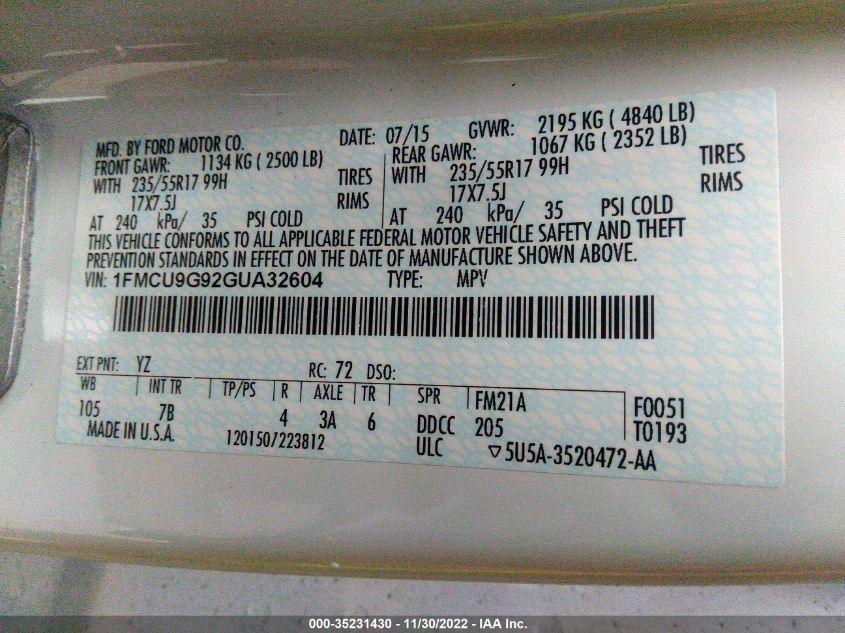 MFD. BY FORD MOTOR CO. DATE: 07/15 GVWR: 2195 KG ( 4840 LB)
FRONT GAWR: 1134 KG ( 2500 LB) REAR GAWR: 1067 KG ( 2352 LB)
WITH 235/55R17 99H TIRES WITH 235/55R17 99H TIRES
17X7.5J RIMS 17X7.5J RIMS
AT 240 kPa/ 35 PSI COLD AT 240 kPa/ 35 PSI COLD
THIS VEHICLE CONFORMS TO ALL APPLICABLE FEDERAL MOTOR VEHICLE SAFETY AND THEFT
PREVENTION STANDARDS IN EFFECT ON THE DATE OF MANUFACTURE SHOWN ABOVE.
VIN: 1FMCU9G92GUA32604 TYPE: MPV
EXT PNT: YZ RC: 72 DSO:
WB INT TR TP/PS R AXLE TR SPR FM21A F0051
105 7B 4 3A 6 DDCC 205 T0193
MADE IN U.S.A. 120150/223812 ULC ▽5U5A-3520472-AA
000-35231430 - 11/30/2022 - IAA Inc.